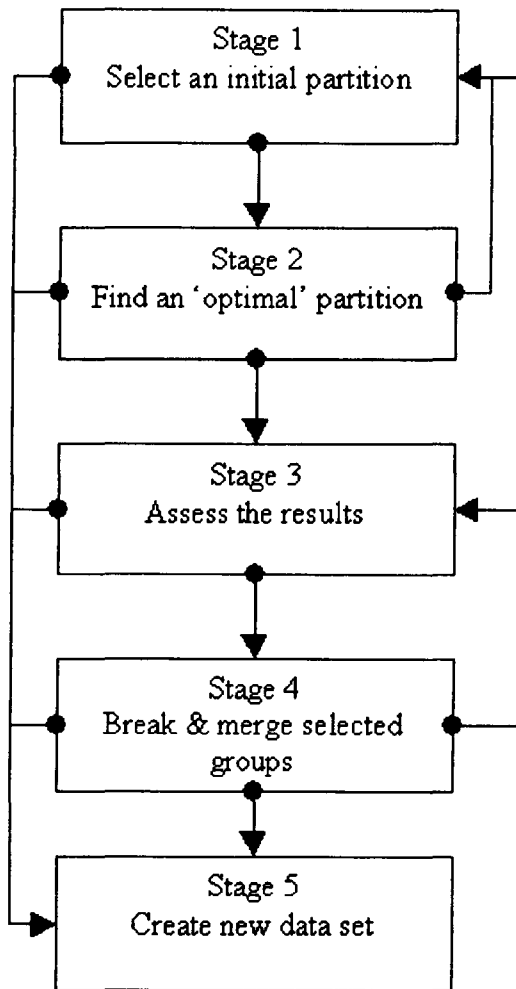 Stage 1
Select an initial partition
Stage 2
Find an ‘optimal’ partition
Stage 3
Assess the results
Stage 4
Break & merge selected
groups
Stage 5
Create new data set